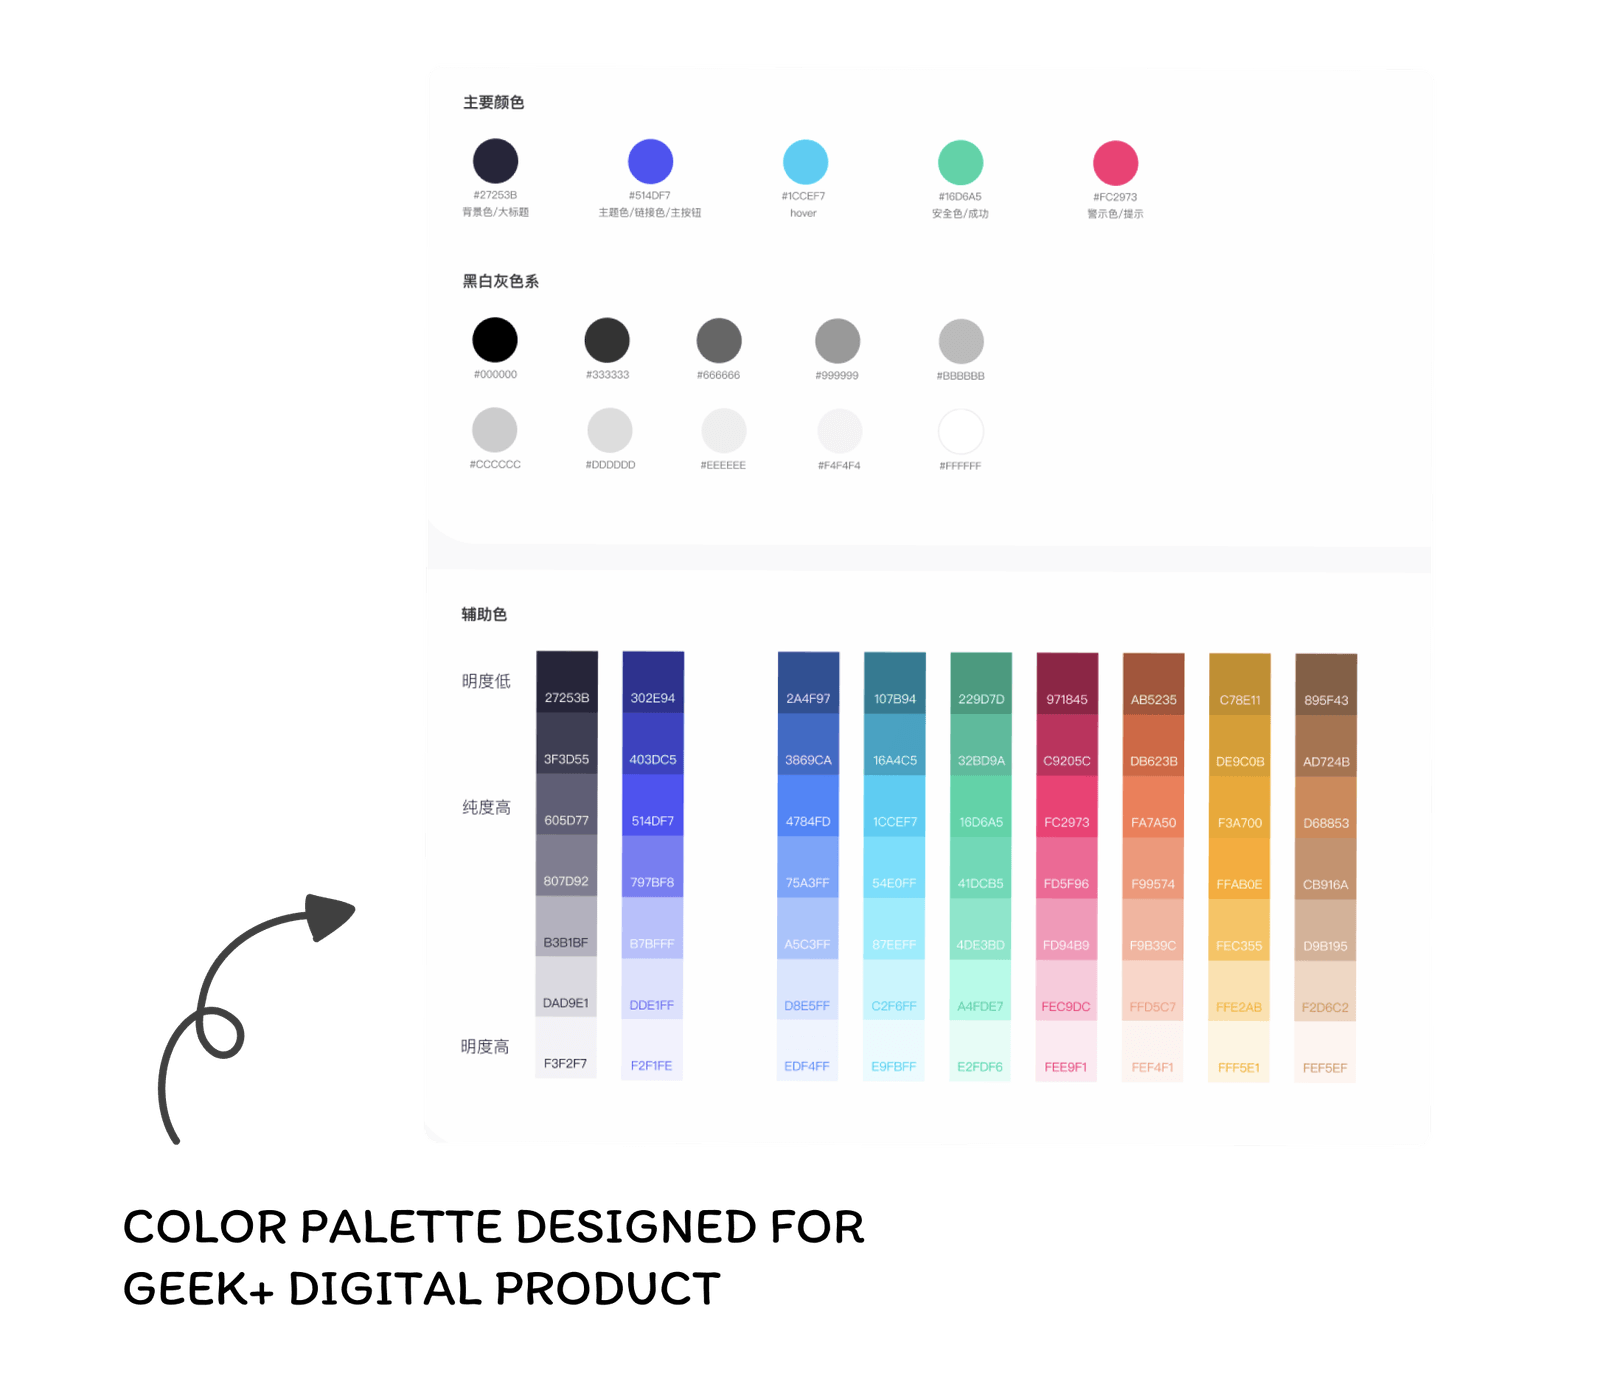 主要颜色
#27253B #514DF7 #1CCEF7 #16D6A5 #FC2973
背景色/大标题 主题色/链接色/主按钮 hover 安全色/成功 警示色/提示
黑白灰色系
#000000 #333333 #666666 #999999 #BBBBBB
#CCCCCC #DDDDDD #EEEEEE #F4F4F4 #FFFFFF
辅助色
明度低
27253B 302E94 2A4F97 107B94 229D7D 971845 AB5235 C78E11 895F43
3F3D55 403DC5 3869CA 16A4C5 32BD9A C9205C DB623B DE9C0B AD724B
纯度高
605D77 514DF7 4784FD 1CCEF7 16D6A5 FC2973 FA7A50 F3A700 D68853
807D92 797BF8 75A3FF 54E0FF 41DCB5 FD5F96 F99574 FFAB0E CB916A
B3B1BF B7BFFF A5C3FF 87EEFF 4DE3BD FD94B9 F9B39C FEC355 D9B195
DAD9E1 DDE1FF D8E5FF C2F6FF A4FDE7 FEC9DC FFD5C7 FFE2AB F2D6C2
明度高
F3F2F7 F2F1FE EDF4FF E9FBFF E2FDF6 FEE9F1 FEF4F1 FFF5E1 FEF5EF
COLOR PALETTE DESIGNED FOR
GEEK+ DIGITAL PRODUCT